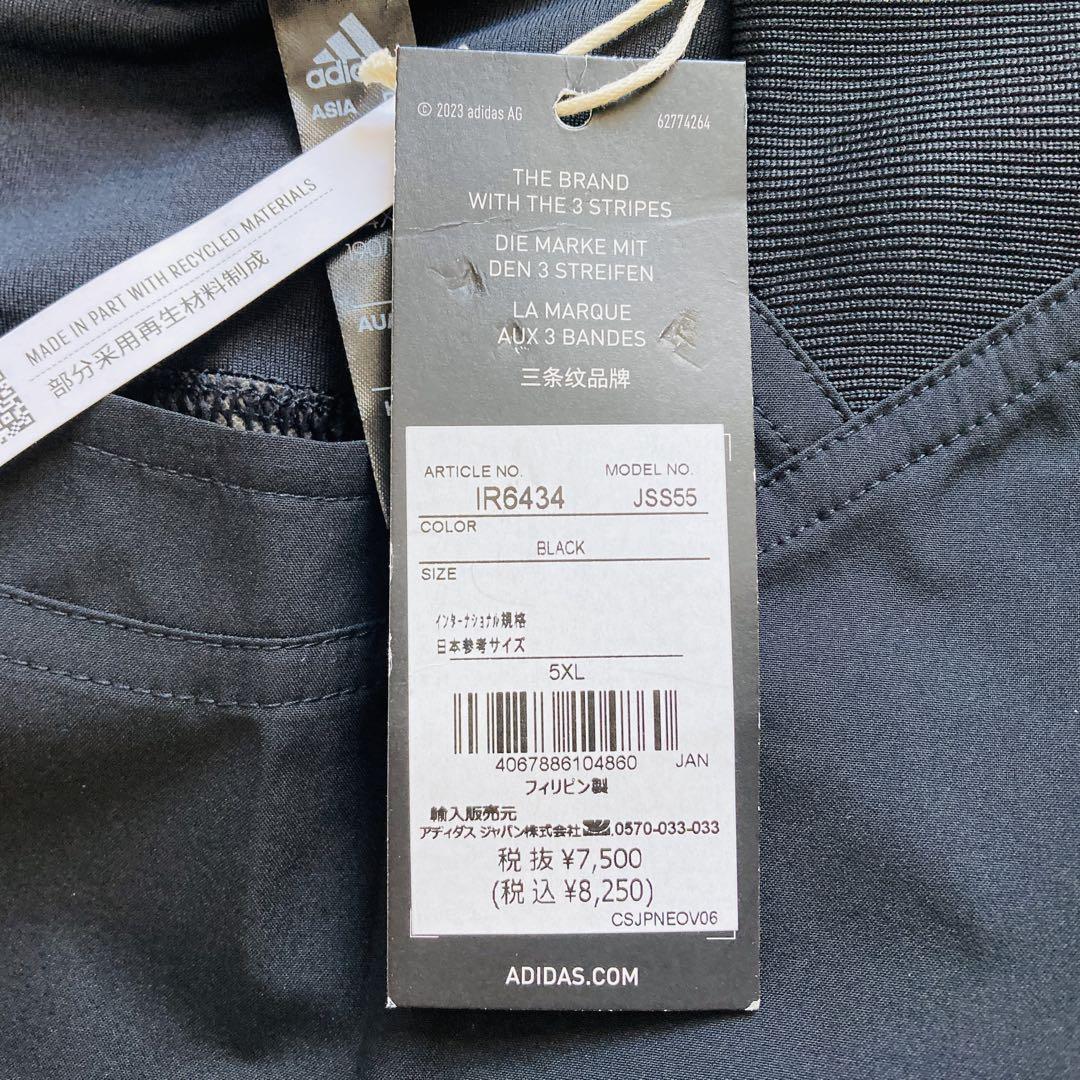 adidas
ASIA
MADE IN PART WITH RECYCLED MATERIALS
部分采用再生材料制成
© 2023 adidas AG
62774264
THE BRAND
WITH THE 3 STRIPES
DIE MARKE MIT
DEN 3 STREIFEN
LA MARQUE
AUX 3 BANDES
三条纹品牌
ARTICLE NO. MODEL NO.
IR6434 JSS55
COLOR
BLACK
SIZE
インターナショナル規格
日本参考サイズ
5XL
4067886104860 JAN
フィリピン製
輸入販売元
アディダス ジャパン株式会社 .0570-033-033
税抜 ¥7,500
(税込 ¥8,250)
CSJPNEOV06
ADIDAS.COM